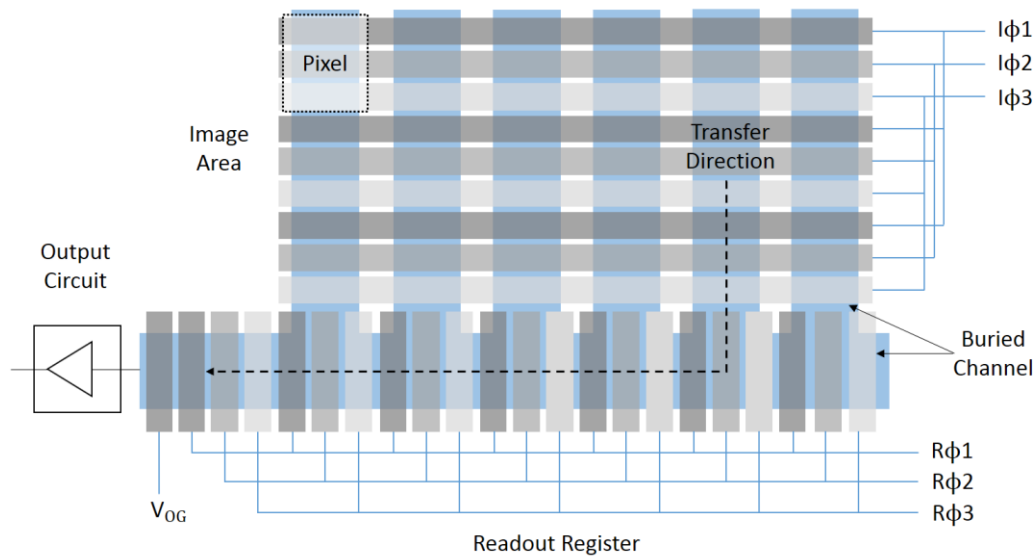 Iϕ1
Iϕ2
Iϕ3
Pixel
Image
Area
Transfer
Direction
Output
Circuit
Buried
Channel
Rϕ1
Rϕ2
Rϕ3
VOG
Readout Register